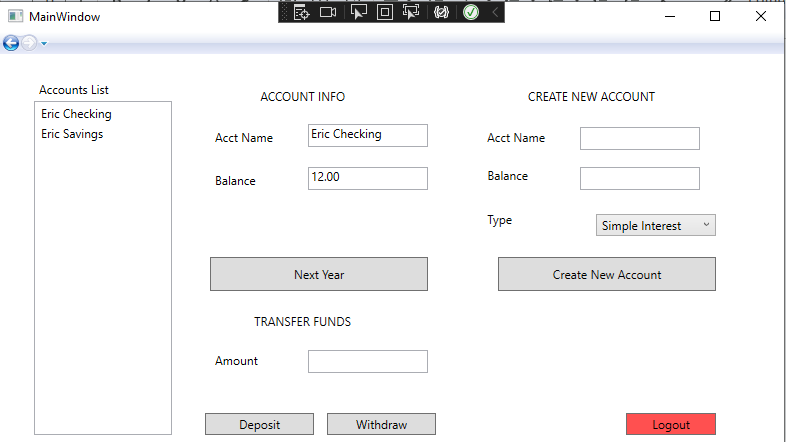 MainWindow
Accounts List
Eric Checking
Eric Savings
ACCOUNT INFO
Acct Name Eric Checking
Balance 12.00
Next Year
TRANSFER FUNDS
Amount
Deposit Withdraw
CREATE NEW ACCOUNT
Acct Name
Balance
Type Simple Interest
Create New Account
Logout